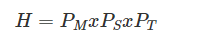 H = P_M x P_S x P_T